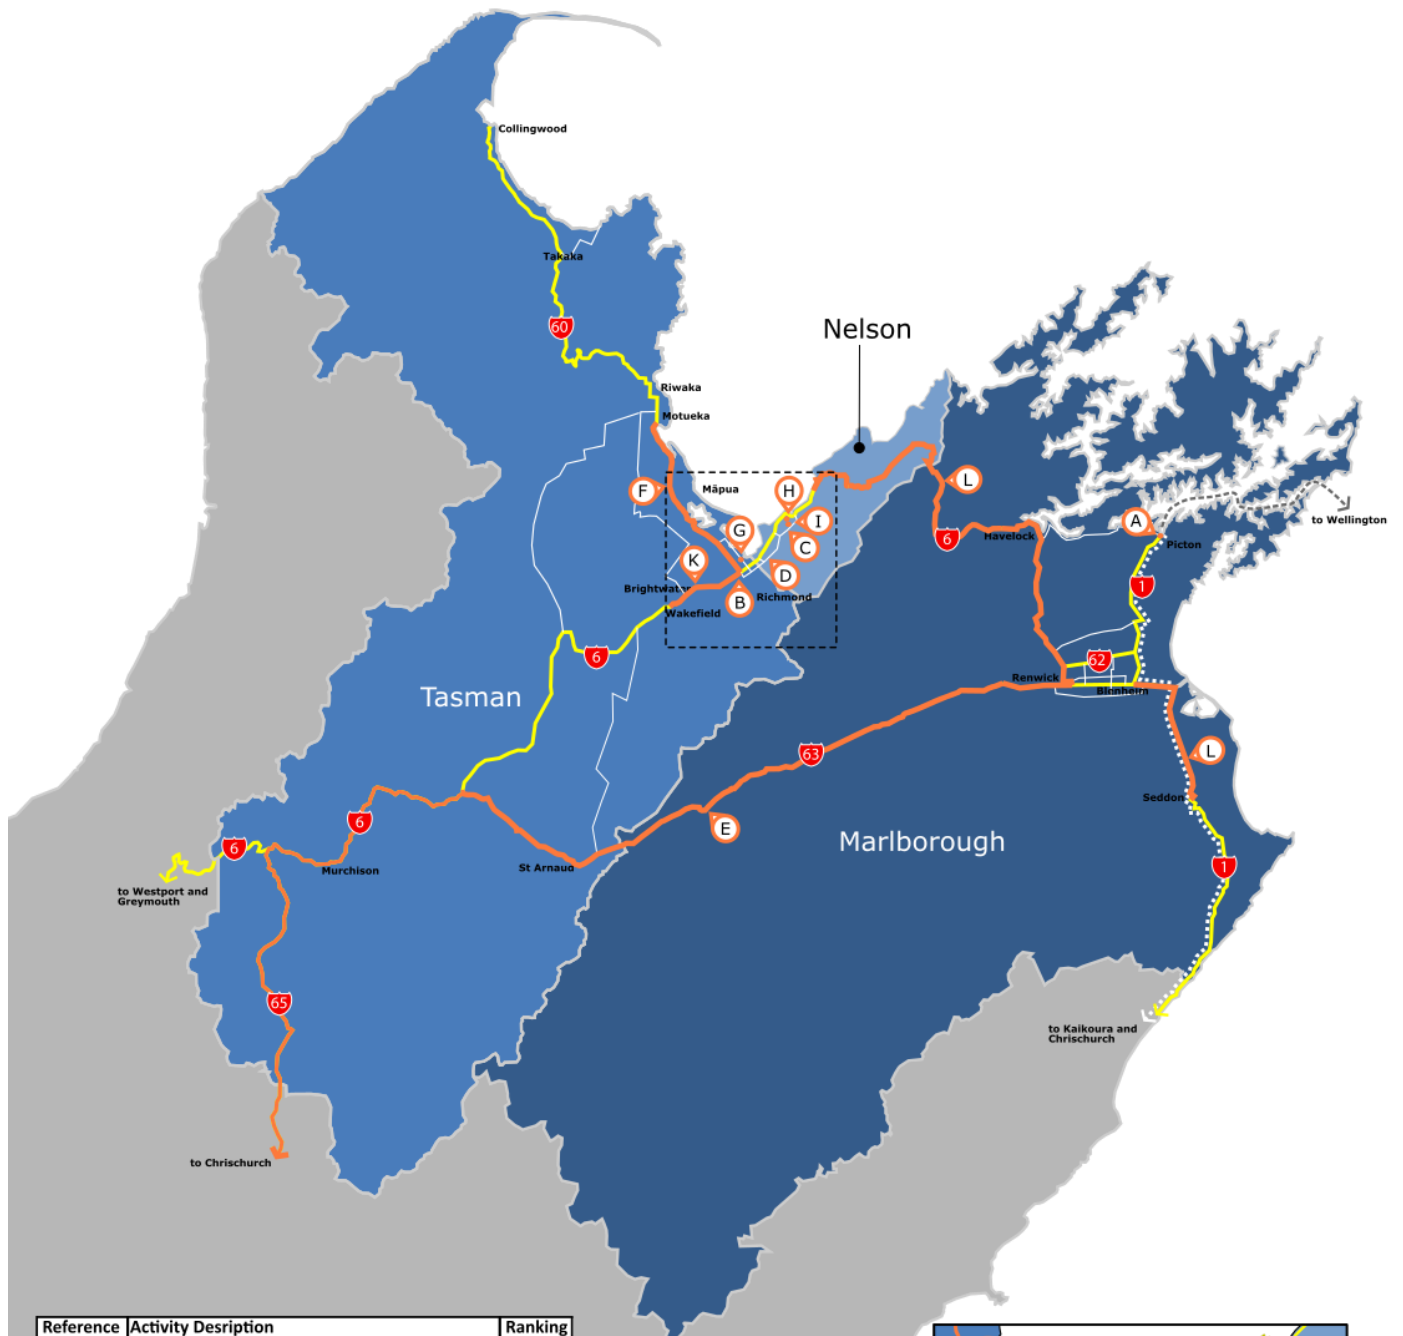 Collingwood
Takaka
60
Nelson
Riwaka
Motueka
F
Māpua
H
L
I
A
to Wellington
G
C
6
Havelock
Picton
K
D
1
Brightwater
Richmond
B
Wakefield
6
62
Renwick
Blenheim
Tasman
63
L
Seddon
6
E
Marlborough
6
Murchison
St Arnaud
1
to Westport and
Greymouth
65
to Kaikoura and
Chrischurch
to Chrischurch
Reference Activity Desription Ranking